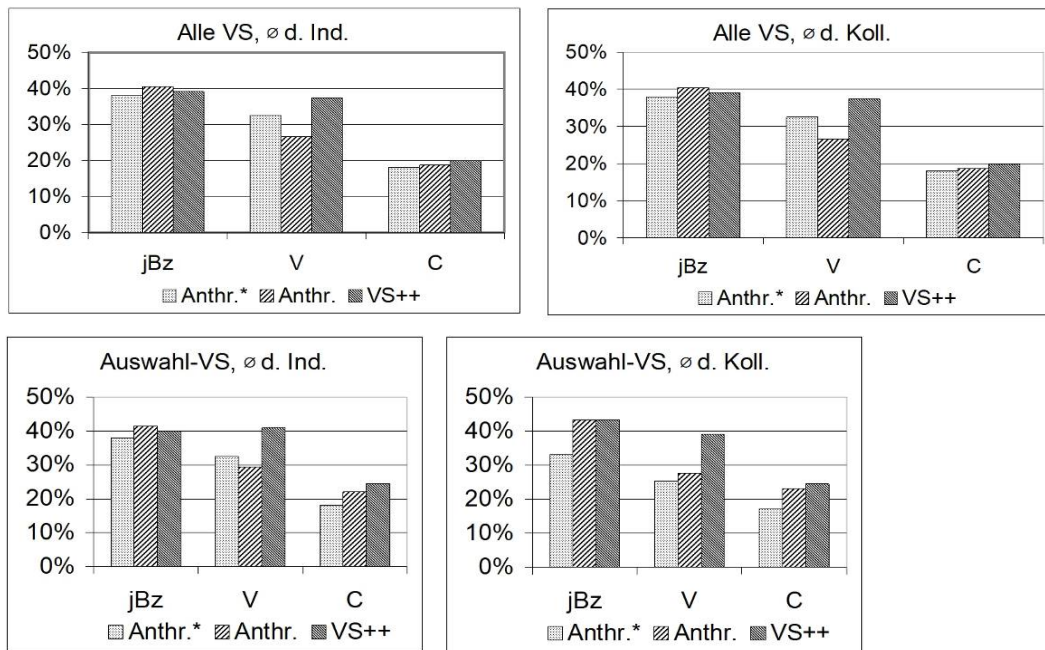 Alle VS, ⌀ d. Ind.
50%
40%
30%
20%
10%
0%
jBz V C
Anthr.* Anthr. VS++
Alle VS, ⌀ d. Koll.
50%
40%
30%
20%
10%
0%
jBz V C
Anthr.* Anthr. VS++
Auswahl-VS, ⌀ d. Ind.
50%
40%
30%
20%
10%
0%
jBz V C
Anthr.* Anthr. VS++
Auswahl-VS, ⌀ d. Koll.
50%
40%
30%
20%
10%
0%
jBz V C
Anthr.* Anthr. VS++